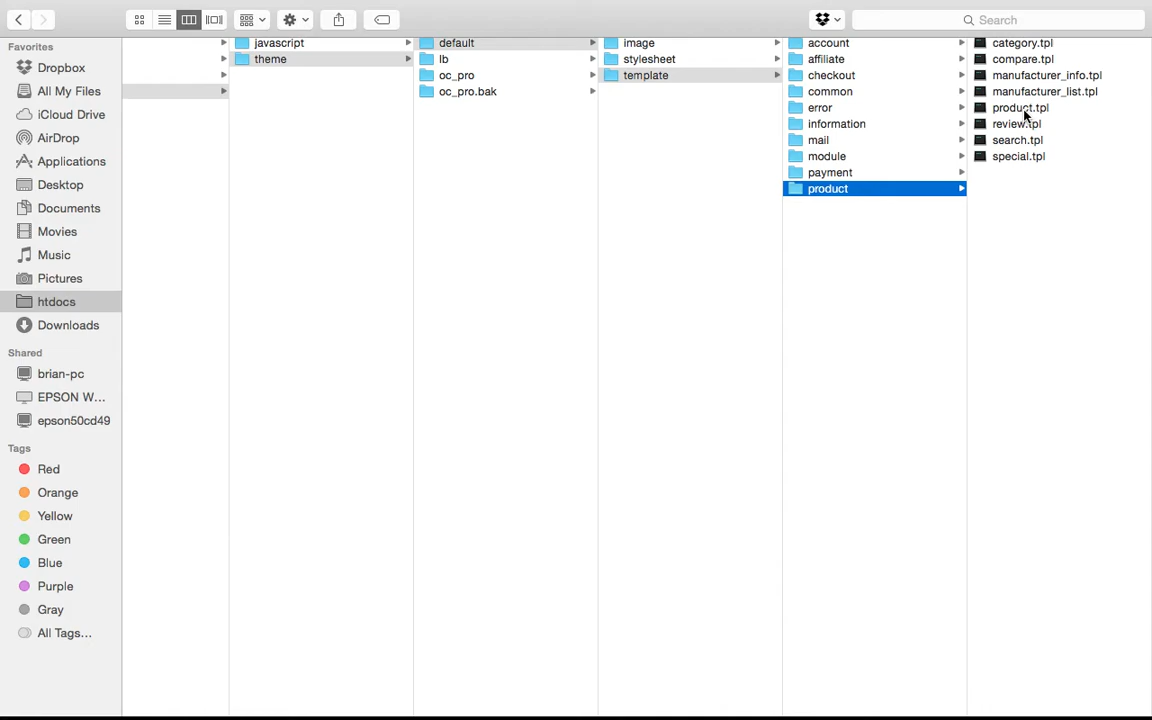 Search
Favorites
Dropbox
All My Files
iCloud Drive
AirDrop
Applications
Desktop
Documents
Movies
Music
Pictures
htdocs
Downloads
Shared
brian-pc
EPSON W...
epson50cd49
Tags
Red
Orange
Yellow
Green
Blue
Purple
Gray
All Tags...
javascript
theme
default
lb
oc_pro
oc_pro.bak
image
stylesheet
template
account
affiliate
checkout
common
error
information
mail
module
payment
product
category.tpl
compare.tpl
manufacturer_info.tpl
manufacturer_list.tpl
product.tpl
review.tpl
search.tpl
special.tpl